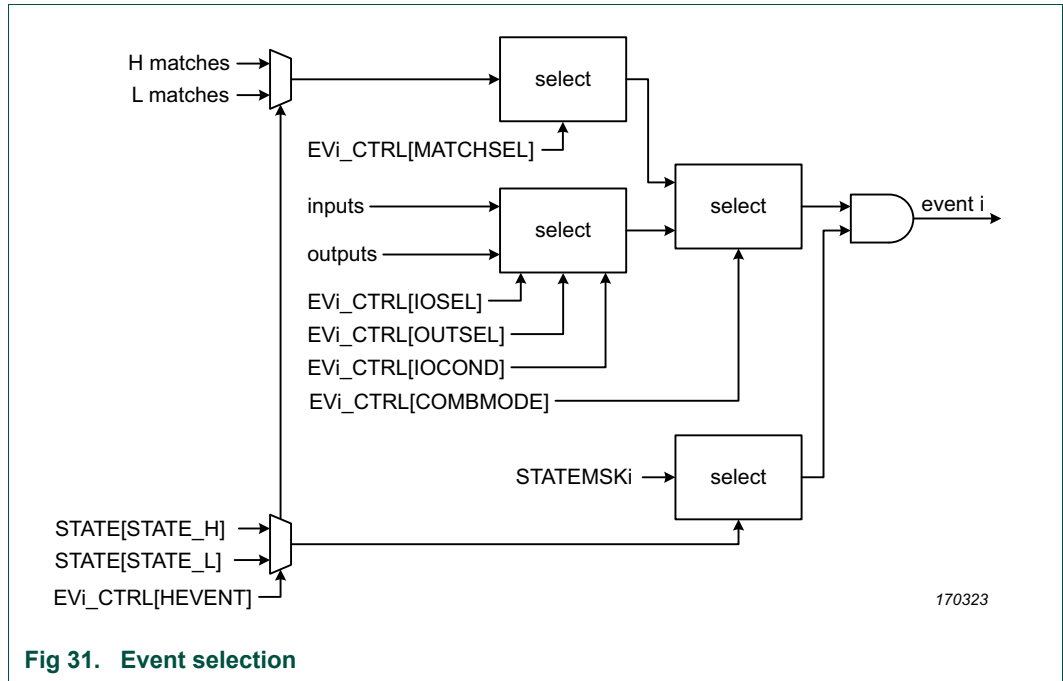 H matches
L matches
select
EVi_CTRL[MATCHSEL]
inputs
outputs
select
select
event i
EVi_CTRL[IOSEL]
EVi_CTRL[OUTSEL]
EVi_CTRL[IOCOND]
EVi_CTRL[COMBMODE]
STATEMSKi
select
STATE[STATE_H]
STATE[STATE_L]
EVi_CTRL[HEVENT]
170323
Fig 31. Event selection